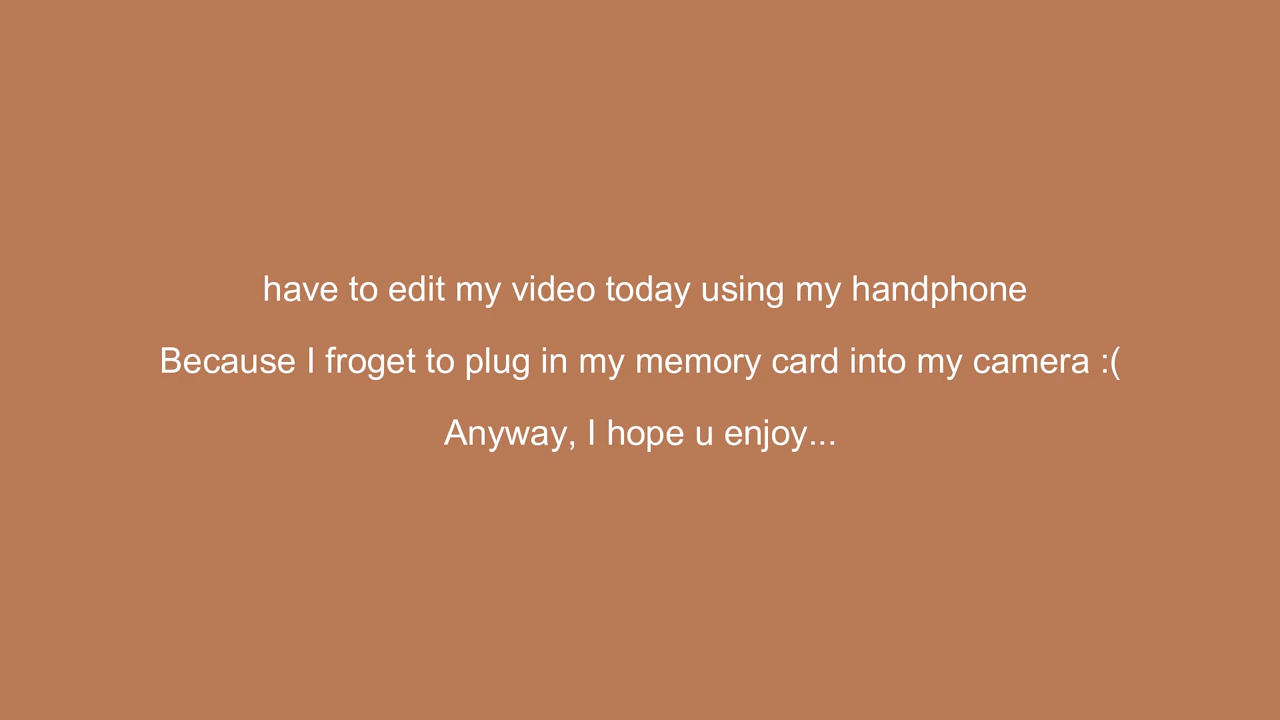 have to edit my video today using my handphone
Because I froget to plug in my memory card into my camera :(
Anyway, I hope u enjoy...